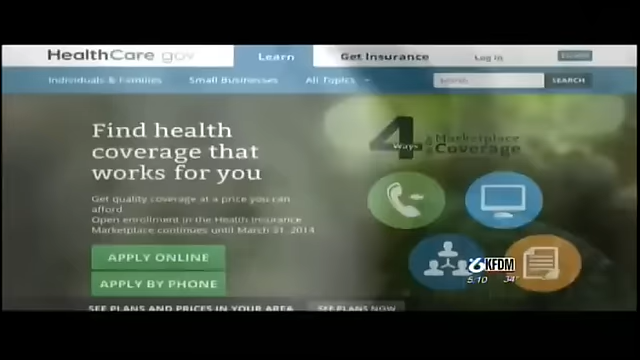 HealthCare.gov
Learn
Get Insurance
Log in
Individuals & Families
Small Businesses
All Topics
SEARCH
Find health
coverage that
works for you
Get quality coverage at a price you can
afford.
Open enrollment in the Health Insurance
Marketplace continues until March 31, 2014
APPLY ONLINE
APPLY BY PHONE
SEE PLANS AND PRICES IN YOUR AREA
SEE PLANS NOW
4 Ways
Marketplace
Coverage
6 KFDM
5:10 34°